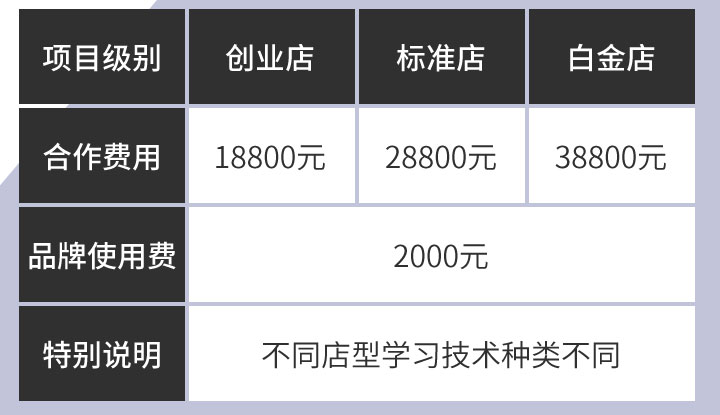 项目级别 创业店 标准店 白金店
合作费用 18800元 28800元 38800元
品牌使用费 2000元
特别说明 不同店型学习技术种类不同